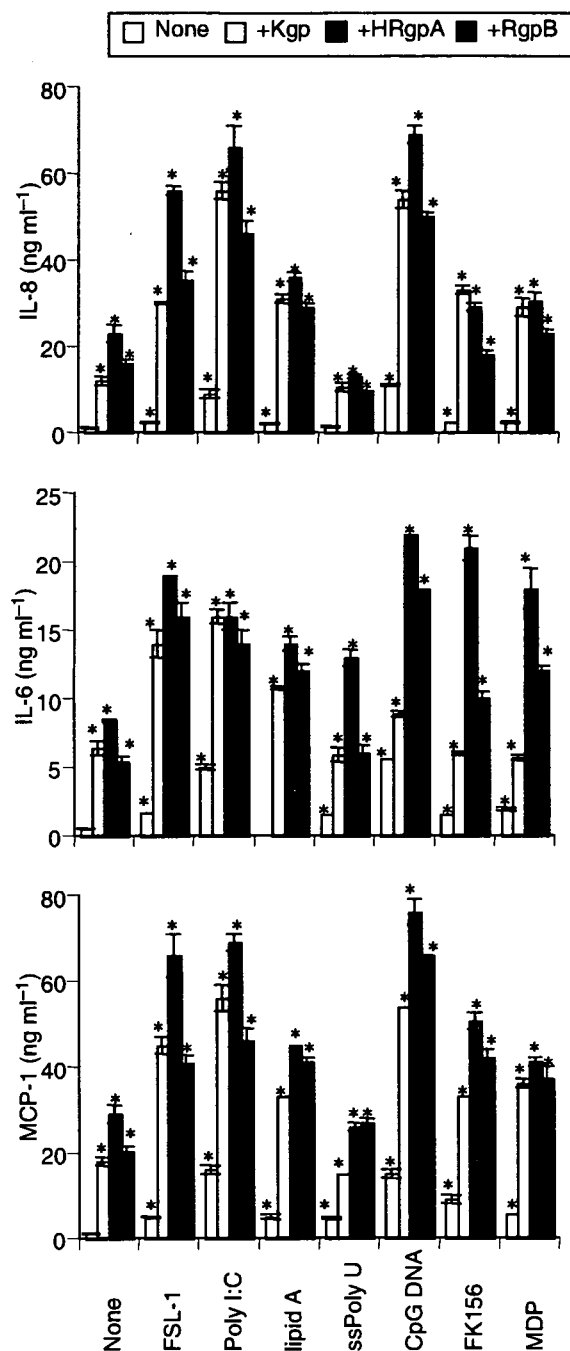 None +Kgp +HRgpA +RgpB
80
60
40
20
0
IL-8 (ng ml−1)
* * * * * * * * * * * * * * * * * * * * * * * * * * * *
25
20
15
10
5
0
IL-6 (ng ml−1)
* * * * * * * * * * * * * * * * * * * * * * * * * * * * * *
80
60
40
20
0
MCP-1 (ng ml−1)
* * * * * * * * * * * * * * * * * * * * * * * * * * * * * *
None
FSL-1
Poly I:C
lipid A
ssPoly U
CpG DNA
FK156
MDP